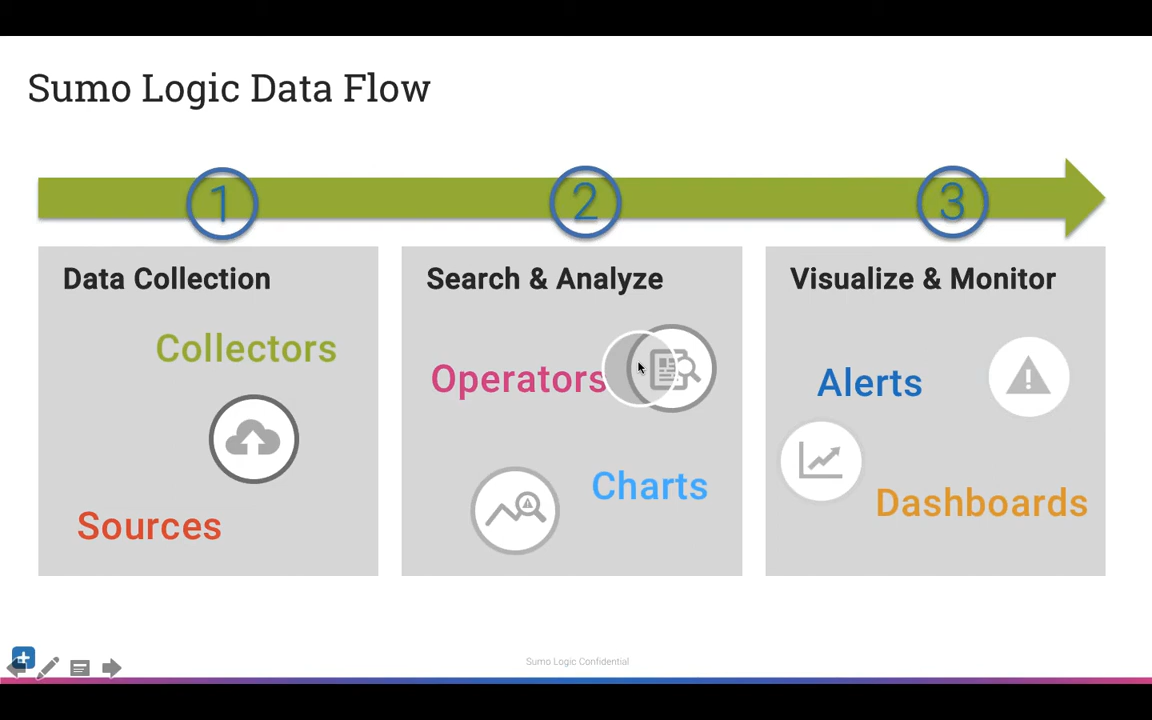 Sumo Logic Data Flow
1
2
3
Data Collection
Collectors
Sources
Search & Analyze
Operators
Charts
Visualize & Monitor
Alerts
Dashboards
Sumo Logic Confidential